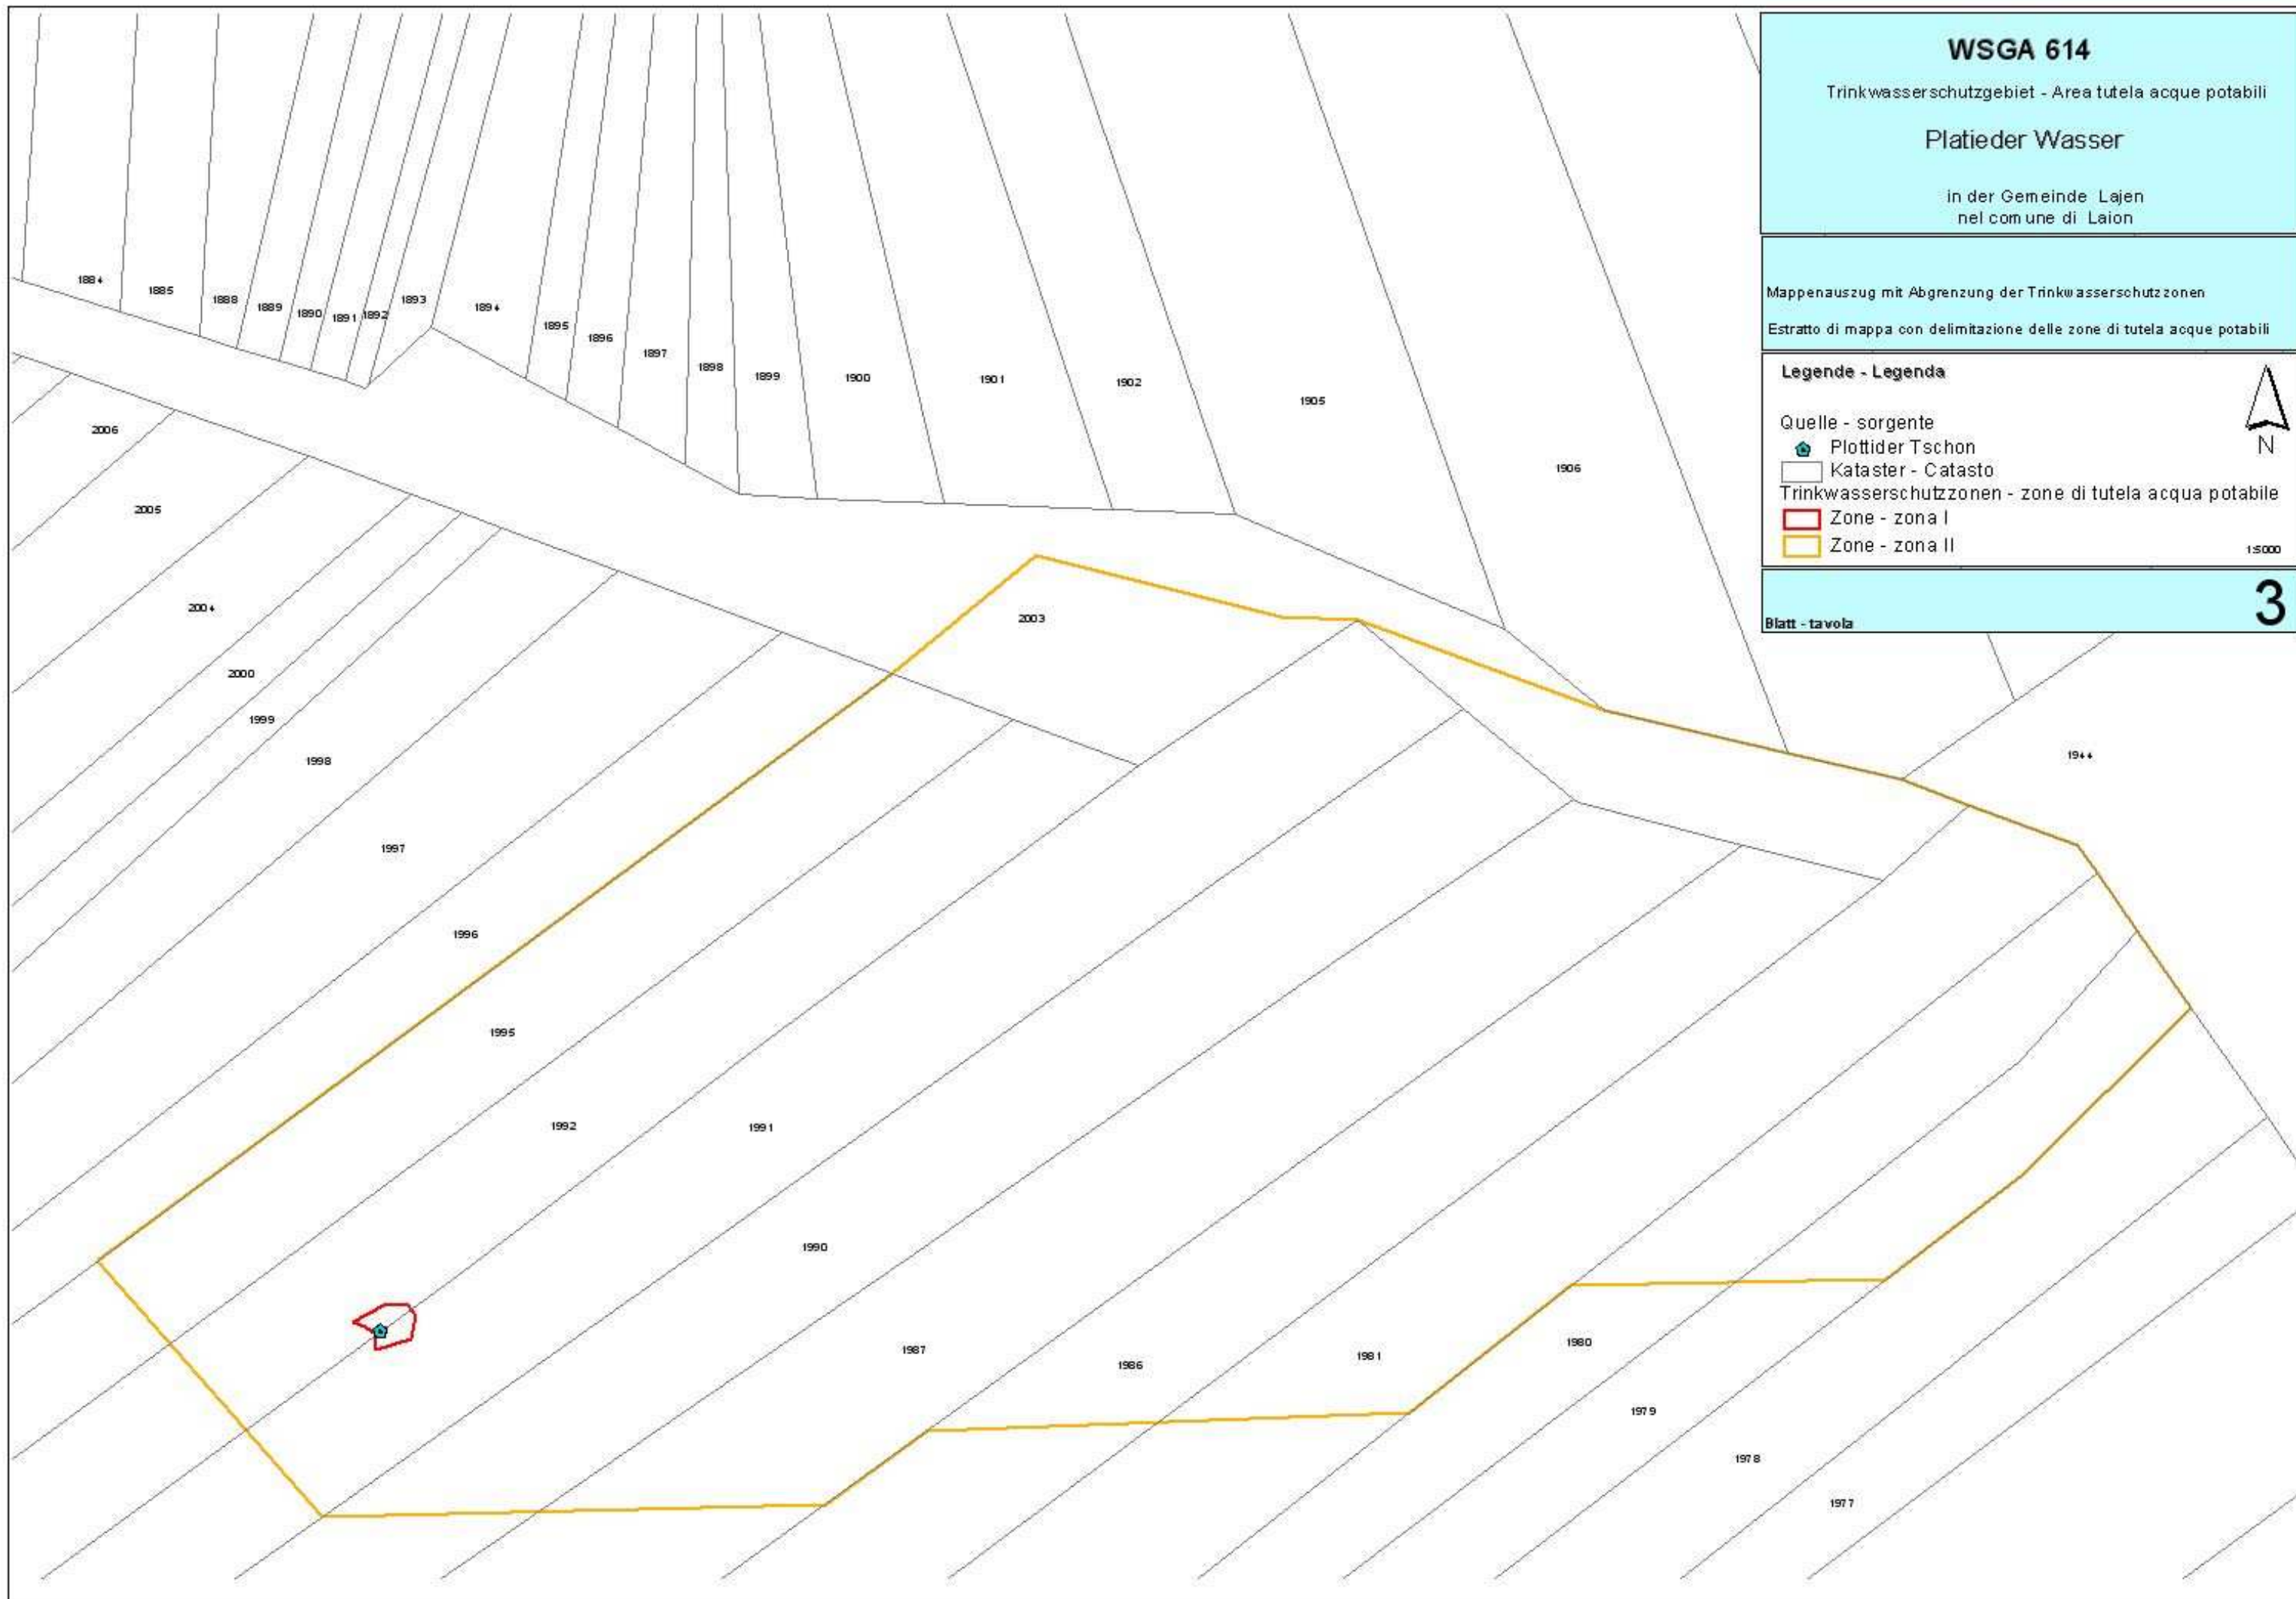 WSGA 614
Trinkwasserschutzgebiet - Area tutela acque potabili
Platieder Wasser
in der Gemeinde Lajen
nel comune di Laion
Mappenauszug mit Abgrenzung der Trinkwasserschutzzonen
Estratto di mappa con delimitazione delle zone di tutela acque potabili
Legende - Legenda
Quelle - sorgente
Plottider Tschon
Kataster - Catasto
N
Trinkwasserschutzzonen - zone di tutela acqua potabile
Zone - zona I
Zone - zona II
1:5000
Blatt - tavola
3
1884
1885
1888
1889
1890
1891
1892
1893
1894
1895
1896
1897
1898
1899
1900
1901
1902
1905
1906
2006
2005
2004
2000
1999
1998
1997
1996
1995
1992
1991
1990
1987
1986
1981
1980
1979
1978
1977
2003
1944